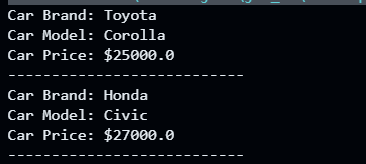 Car Brand: Toyota
Car Model: Corolla
Car Price: $25000.0
---------------------------
Car Brand: Honda
Car Model: Civic
Car Price: $27000.0
---------------------------